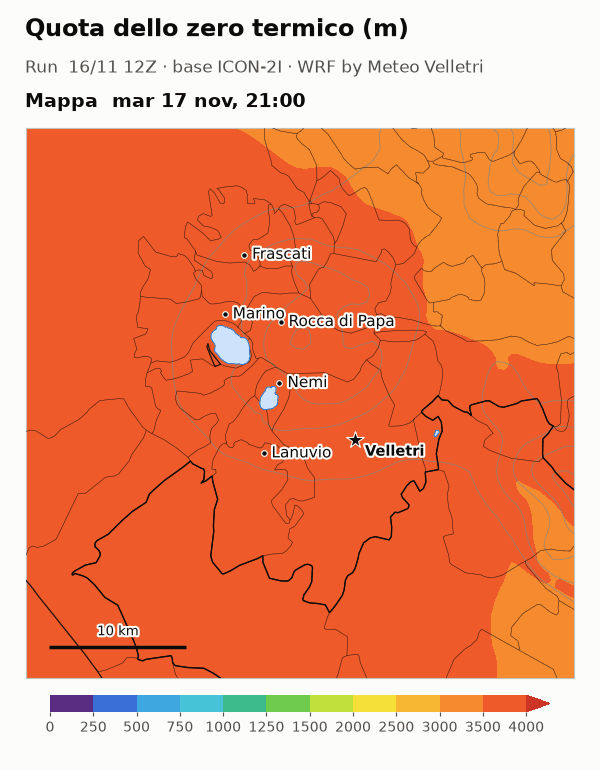 Quota dello zero termico (m)
Run  16/11 12Z · base ICON-2I · WRF by Meteo Velletri
Mappa  mar 17 nov, 21:00
Frascati
Marino
Rocca di Papa
Nemi
Velletri
Lanuvio
10 km
0 250 500 750 1000 1250 1500 2000 2500 3000 3500 4000